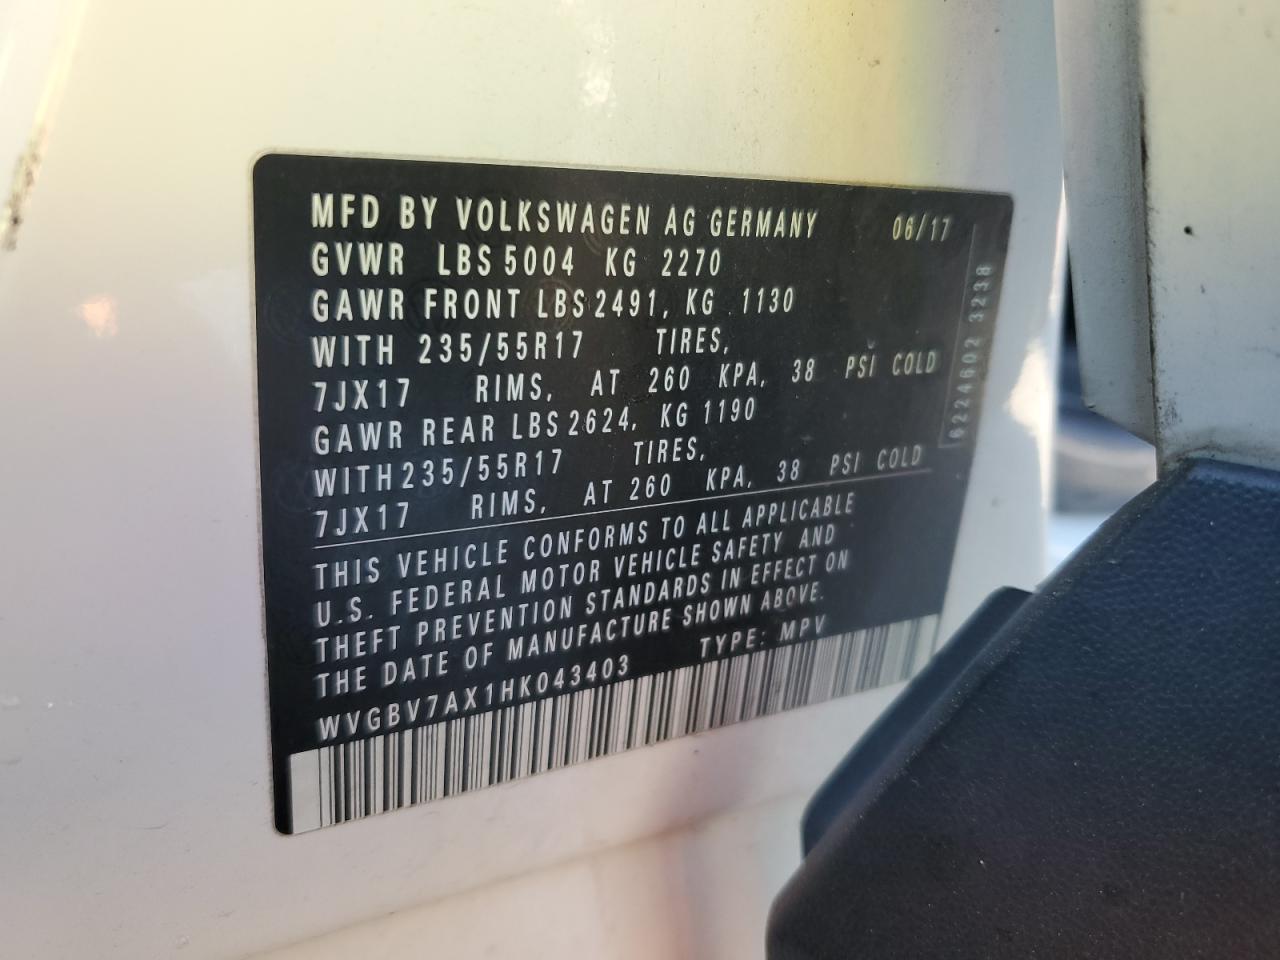 MFD BY VOLKSWAGEN AG GERMANY 06/17
GVWR LBS 5004 KG 2270
GAWR FRONT LBS 2491, KG 1130
WITH 235/55R17 TIRES,
7JX17 RIMS, AT 260 KPA, 38 PSI COLD
GAWR REAR LBS 2624, KG 1190
WITH 235/55R17 TIRES,
7JX17 RIMS, AT 260 KPA, 38 PSI COLD
THIS VEHICLE CONFORMS TO ALL APPLICABLE
U.S. FEDERAL MOTOR VEHICLE SAFETY AND
THEFT PREVENTION STANDARDS IN EFFECT ON
THE DATE OF MANUFACTURE SHOWN ABOVE.
WVGBV7AX1HK043403 TYPE: MPV
6224602 3238